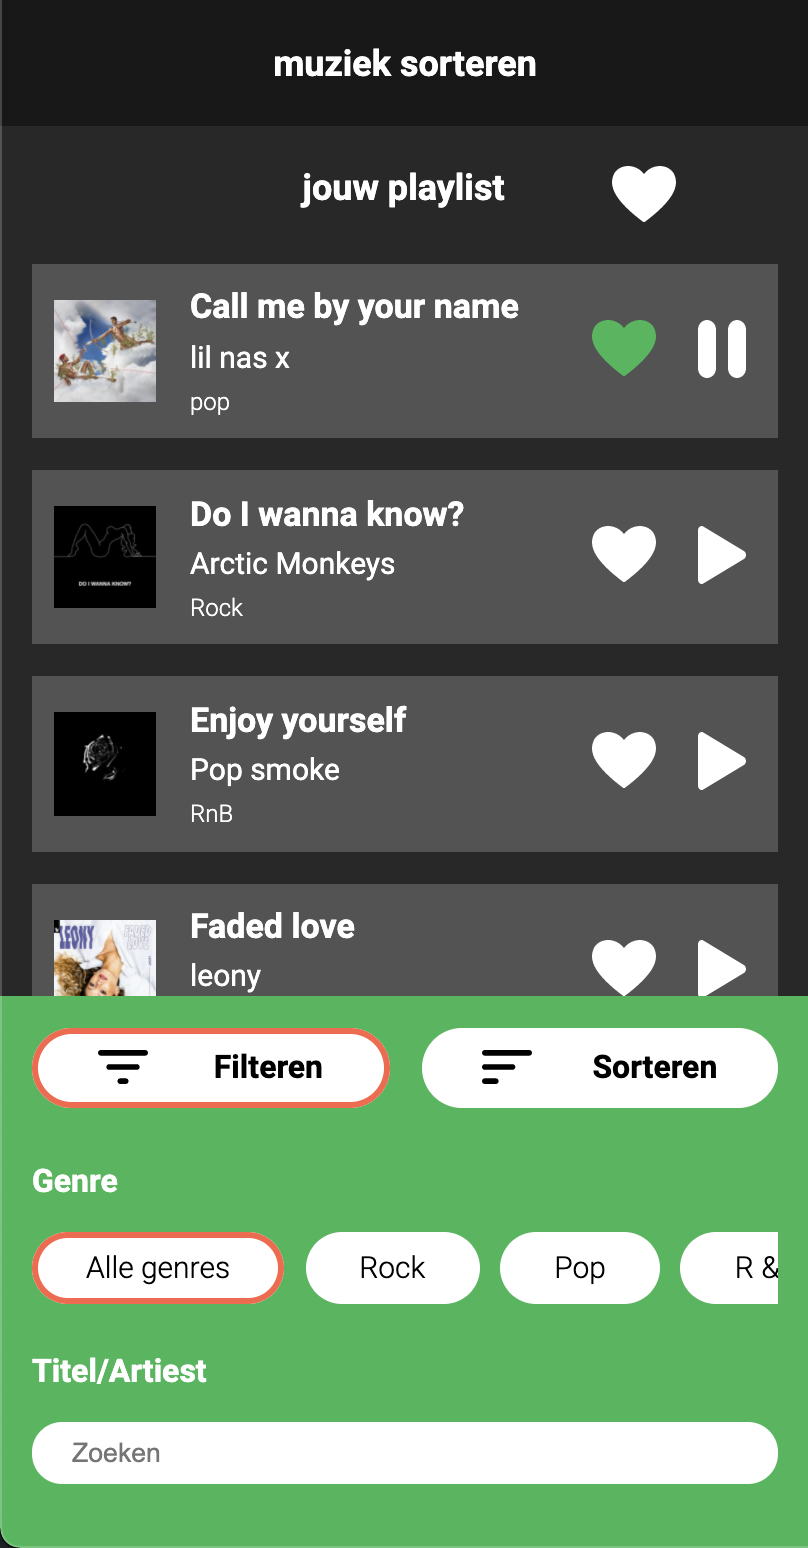 muziek sorteren
jouw playlist
Call me by your name
lil nas x
pop
Do I wanna know?
Arctic Monkeys
DO I WANNA KNOW?
Rock
Enjoy yourself
Pop smoke
RnB
Faded love
LEONY
FADED
LOVE
leony
Filteren
Sorteren
Genre
Alle genres
Rock
Pop
R &
Titel/Artiest
Zoeken